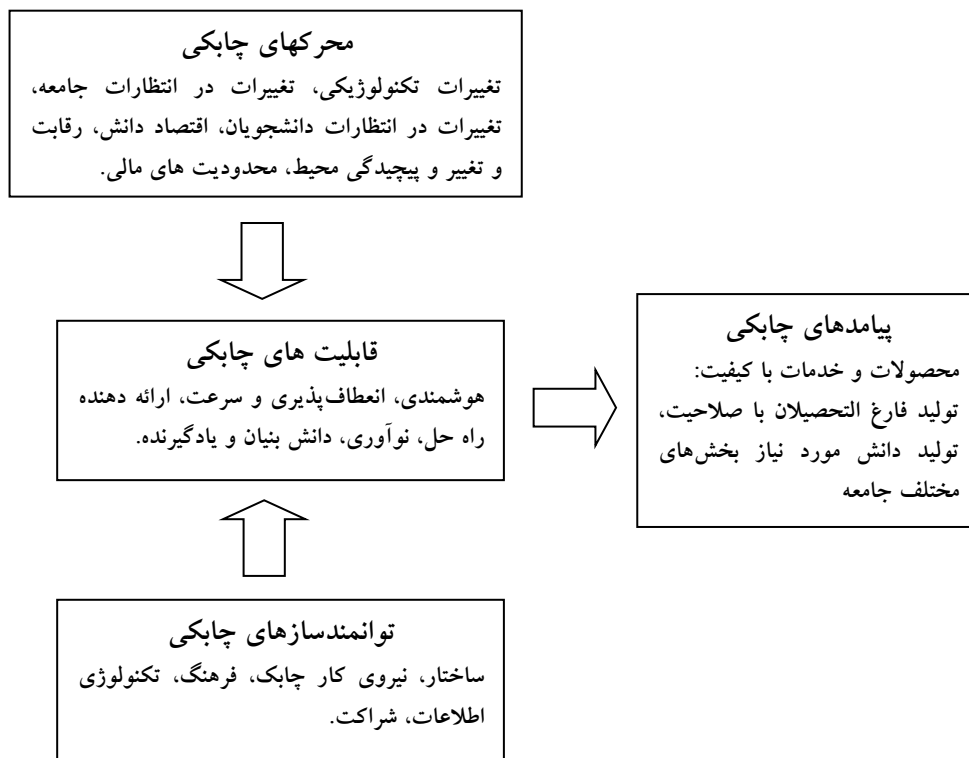 محرکهای چابکی
تغییرات تکنولوژیکی، تغییرات در انتظارات جامعه،
تغییرات در انتظارات دانشجویان، اقتصاد دانش، رقابت
و تغییر و پیچیدگی محیط، محدودیت های مالی.
قابلیت های چابکی
هوشمندی، انعطاف‌پذیری و سرعت، ارائه دهنده
راه حل، نوآوری، دانش بنیان و یادگیرنده.
پیامدهای چابکی
محصولات و خدمات با کیفیت:
تولید فارغ التحصیلان با صلاحیت،
تولید دانش مورد نیاز بخش‌های
مختلف جامعه
توانمندسازهای چابکی
ساختار، نیروی کار چابک، فرهنگ، تکنولوژی
اطلاعات، شراکت.